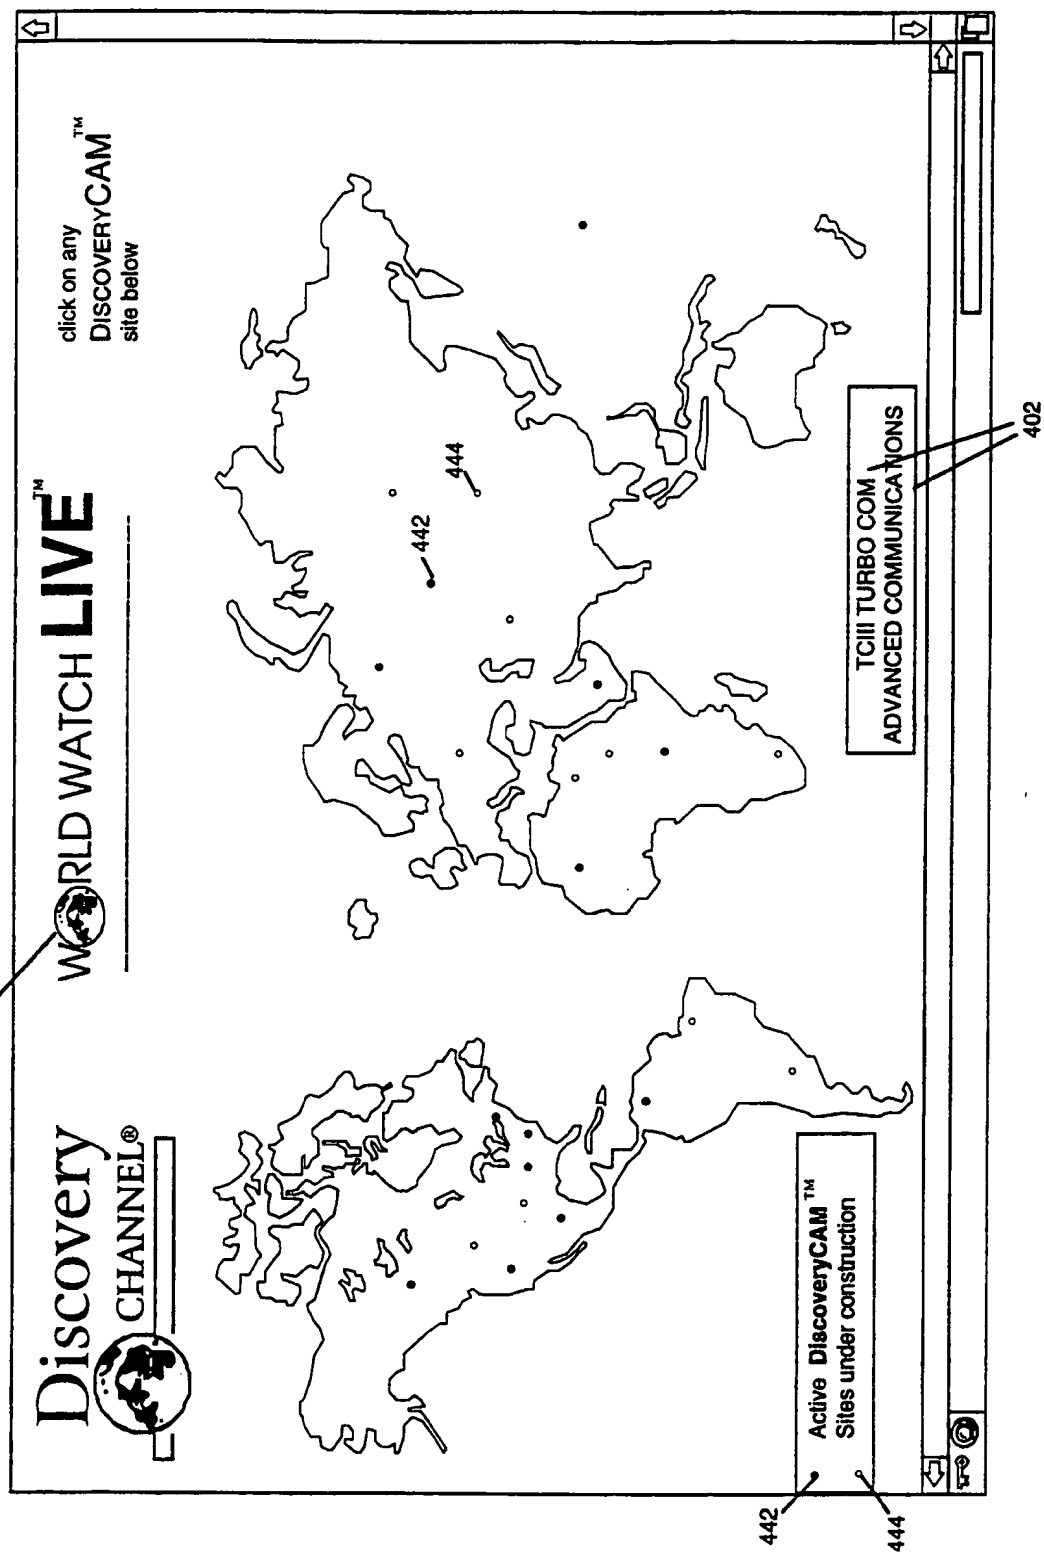 Discovery
CHANNEL®
WORLD WATCH LIVE™
click on any
DISCOVERYCAM™
site below
442
444
442
444
Active DiscoveryCAM™
Sites under construction
TCIII TURBO COM
ADVANCED COMMUNICATIONS
402